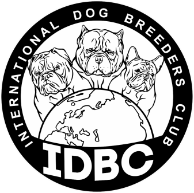 INTERNATIONAL DOG BREEDERS CLUB
IDBC